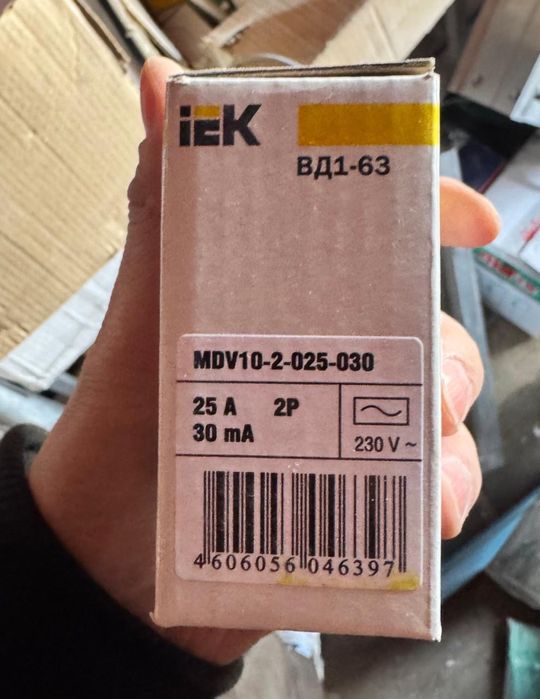 iEK
ВД1-63
MDV10-2-025-030
25 A 2P
30 mA
230 V ~
4 606056 046397